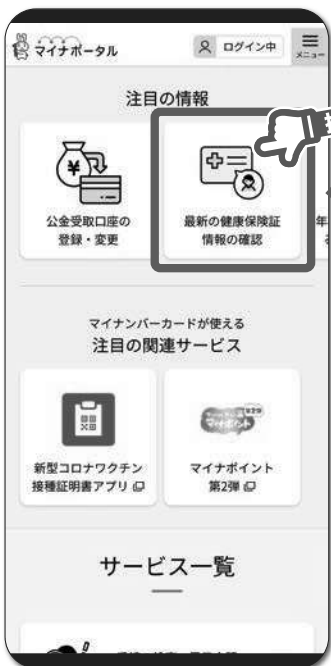 マイナポータル
ログイン中
メニュー
注目の情報
公金受取口座の
登録・変更
最新の健康保険証
情報の確認
年
マイナンバーカードが使える
注目の関連サービス
新型コロナワクチン
接種証明書アプリ
マイナポイント
第2弾
サービス一覧